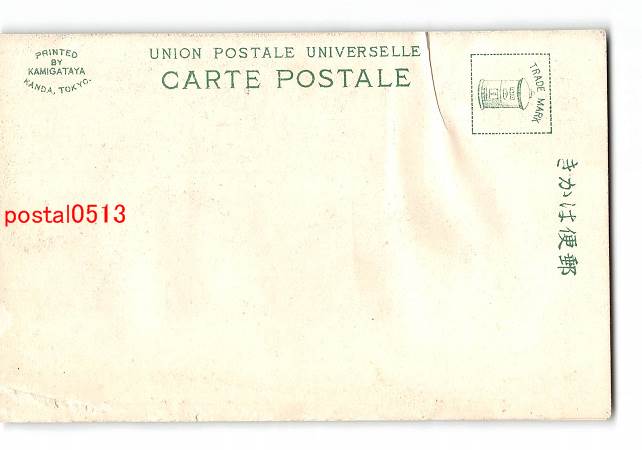 PRINTED
BY
KAMIGATAYA
KANDA, TOKYO.
UNION POSTALE UNIVERSELLE
CARTE POSTALE
TRADE MARK
きかは便郵
postal0513